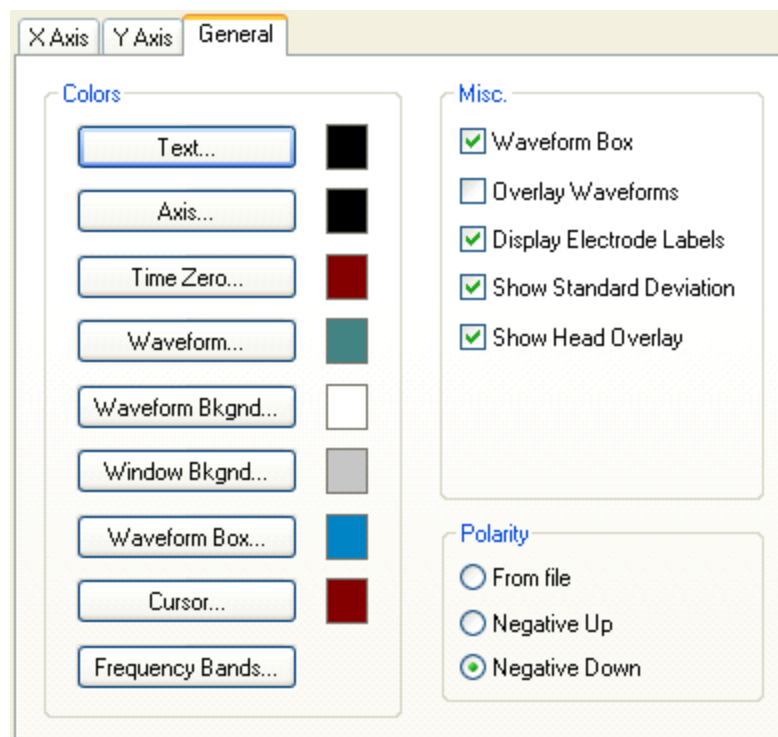 X Axis
Y Axis
General
Colors
Text...
Axis...
Time Zero...
Waveform...
Waveform Bkgnd...
Window Bkgnd...
Waveform Box...
Cursor...
Frequency Bands...
Misc.
Waveform Box
Overlay Waveforms
Display Electrode Labels
Show Standard Deviation
Show Head Overlay
Polarity
From file
Negative Up
Negative Down